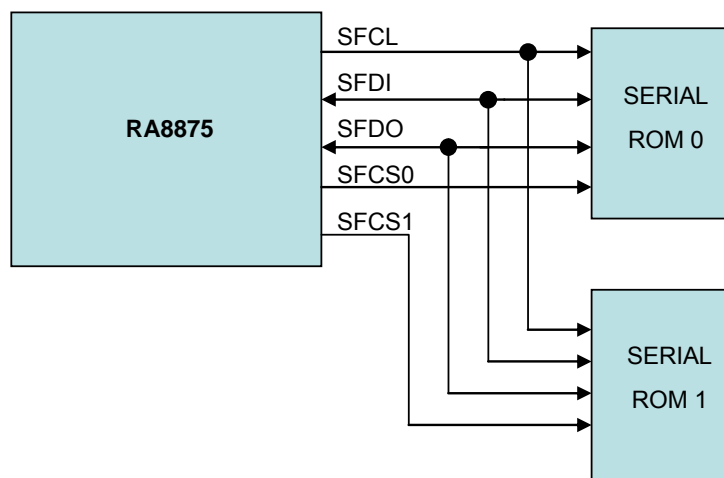 RA8875
SFCL
SFDI
SFDO
SFCS0
SFCS1
SERIAL
ROM 0
SERIAL
ROM 1